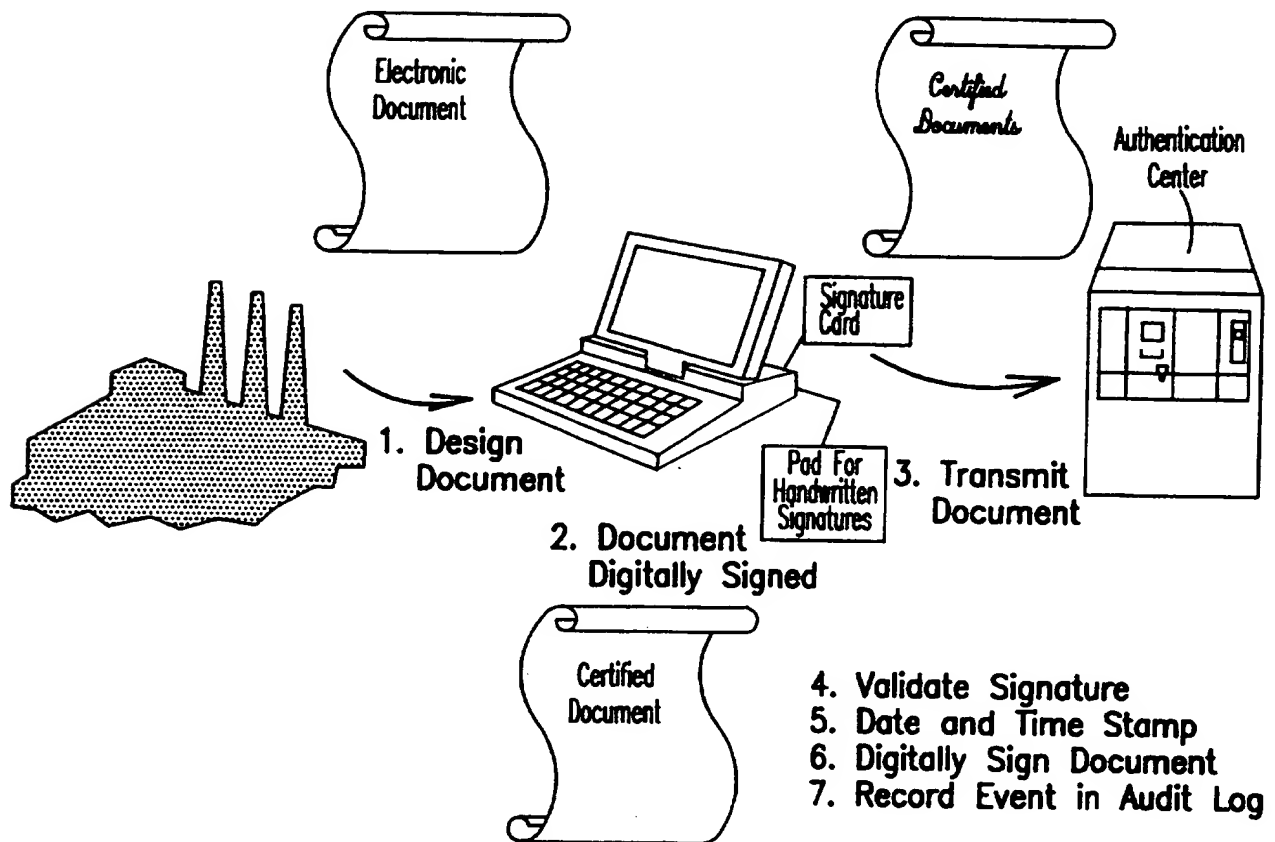 Electronic
Document
Certified
Documents
Authentication
Center
Signature
Card
1. Design
Document
Pad For
Handwritten
Signatures
3. Transmit
Document
2. Document
Digitally Signed
Certified
Document
4. Validate Signature
5. Date and Time Stamp
6. Digitally Sign Document
7. Record Event in Audit Log